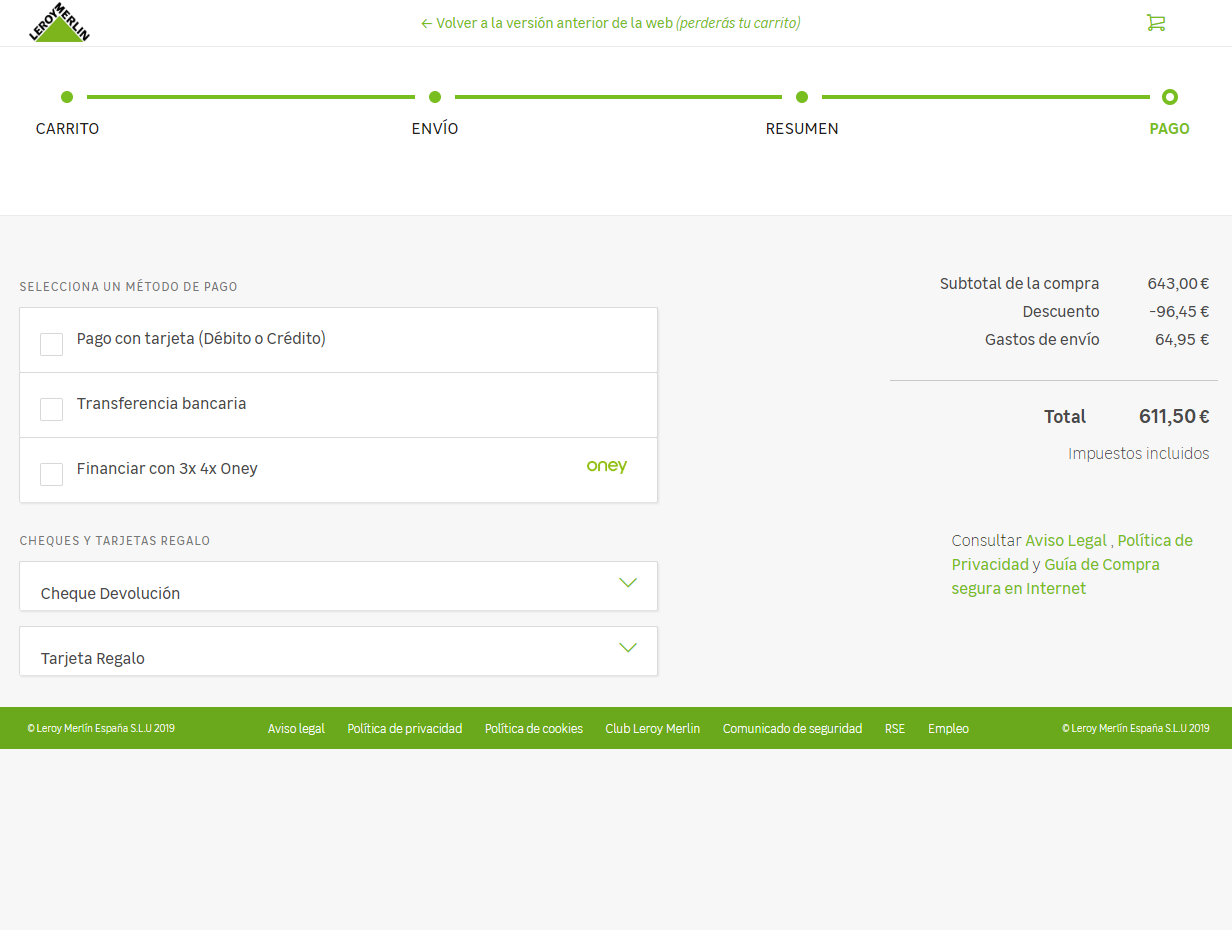 LEROY MERLIN
← Volver a la versión anterior de la web (perderás tu carrito)
CARRITO
ENVÍO
RESUMEN
PAGO
SELECCIONA UN MÉTODO DE PAGO
Pago con tarjeta (Débito o Crédito)
Transferencia bancaria
Financiar con 3x 4x Oney
oney
CHEQUES Y TARJETAS REGALO
Cheque Devolución
Tarjeta Regalo
Subtotal de la compra 643,00 €
Descuento -96,45 €
Gastos de envío 64,95 €
Total 611,50 €
Impuestos incluidos
Consultar Aviso Legal , Política de
Privacidad y Guía de Compra
segura en Internet
© Leroy Merlín España S.L.U 2019
Aviso legal
Política de privacidad
Política de cookies
Club Leroy Merlin
Comunicado de seguridad
RSE
Empleo
© Leroy Merlín España S.L.U 2019